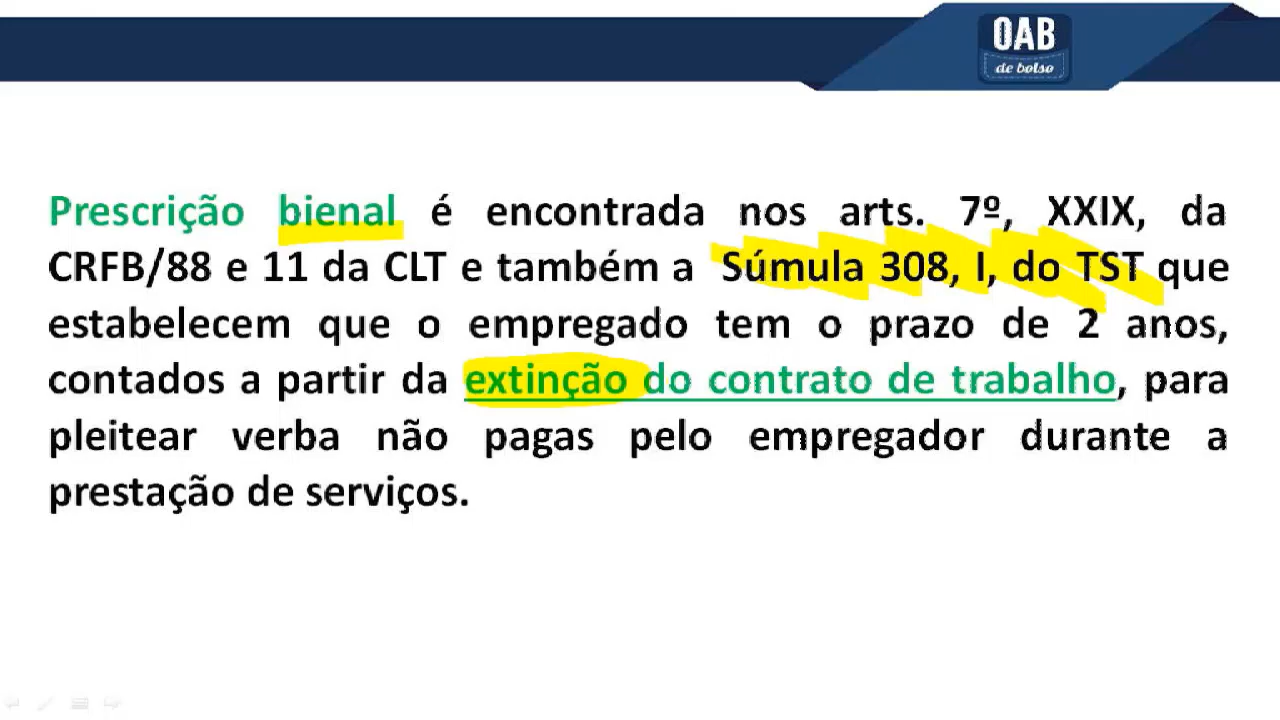 OAB
de bolso
Prescrição bienal é encontrada nos arts. 7º, XXIX, da
CRFB/88 e 11 da CLT e também a Súmula 308, I, do TST que
estabelecem que o empregado tem o prazo de 2 anos,
contados a partir da extinção do contrato de trabalho, para
pleitear verba não pagas pelo empregador durante a
prestação de serviços.